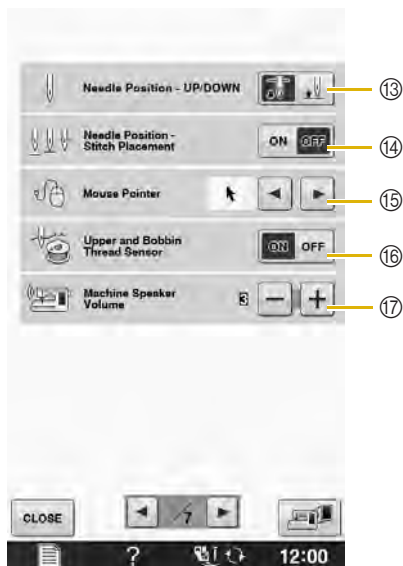 Needle Position - UP/DOWN
⑬
Needle Position -
Stitch Placement
ON OFF
⑭
Mouse Pointer
⑮
Upper and Bobbin
Thread Sensor
ON OFF
⑯
Machine Speaker
Volume
3 − +
⑰
CLOSE
/7
?
12:00